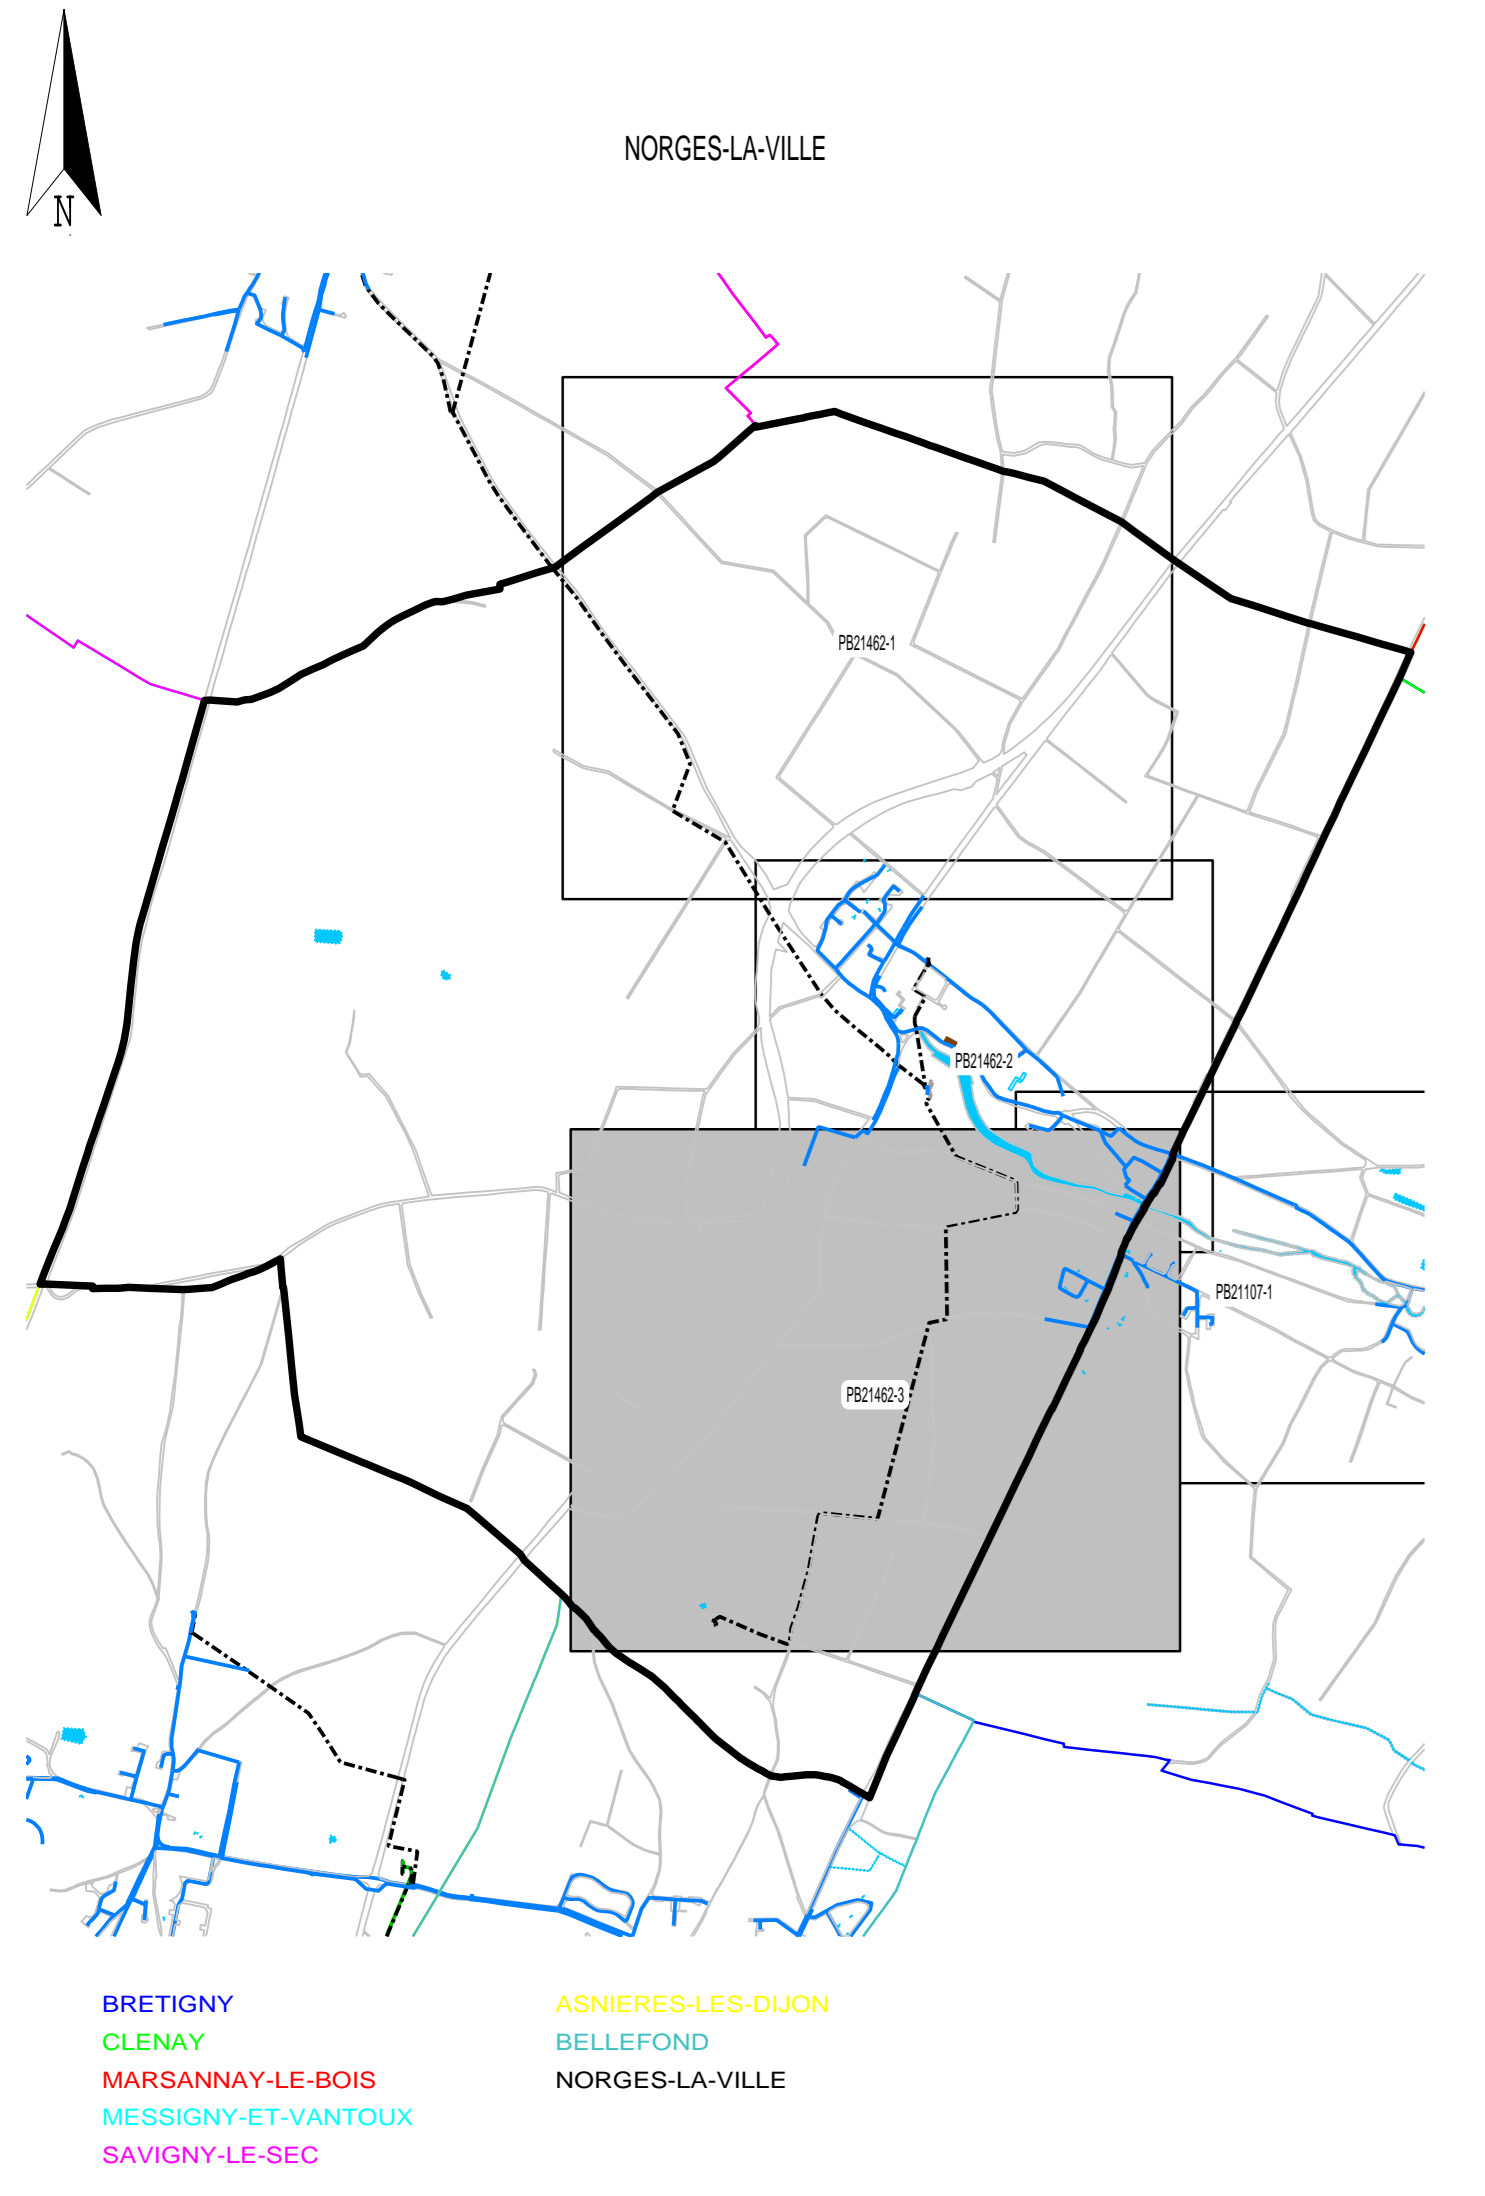 N
NORGES-LA-VILLE
PB21462-1
PB21462-2
PB21107-1
PB21462-3
BRETIGNY
CLENAY
MARSANNAY-LE-BOIS
MESSIGNY-ET-VANTOUX
SAVIGNY-LE-SEC
ASNIERES-LES-DIJON
BELLEFOND
NORGES-LA-VILLE